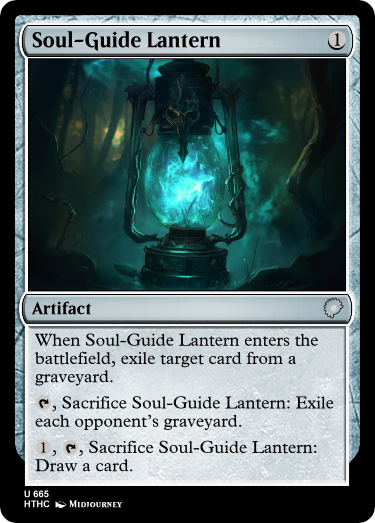 Soul-Guide Lantern 1
Artifact
When Soul-Guide Lantern enters the
battlefield, exile target card from a
graveyard.
, Sacrifice Soul-Guide Lantern: Exile
each opponent's graveyard.
1, , Sacrifice Soul-Guide Lantern:
Draw a card.
U 665
HTHC Midjourney